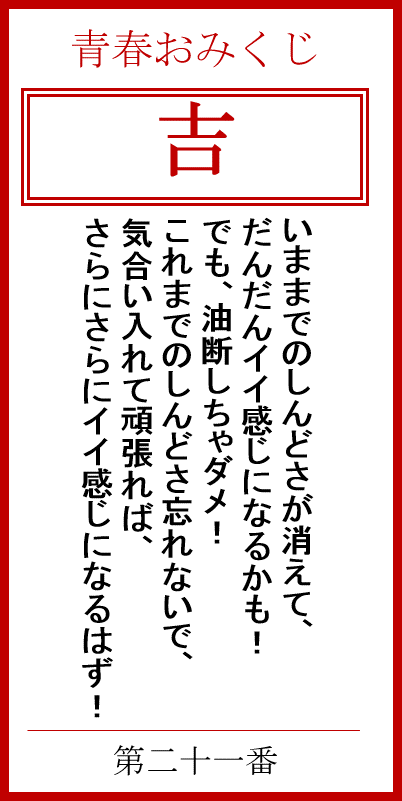 青春おみくじ
吉
いままでのしんどさが消えて、
だんだんイイ感じになるかも！
でも、油断しちゃダメ！
これまでのしんどさ忘れないで、
気合い入れて頑張れば、
さらにさらにイイ感じになるはず！
第二十一番